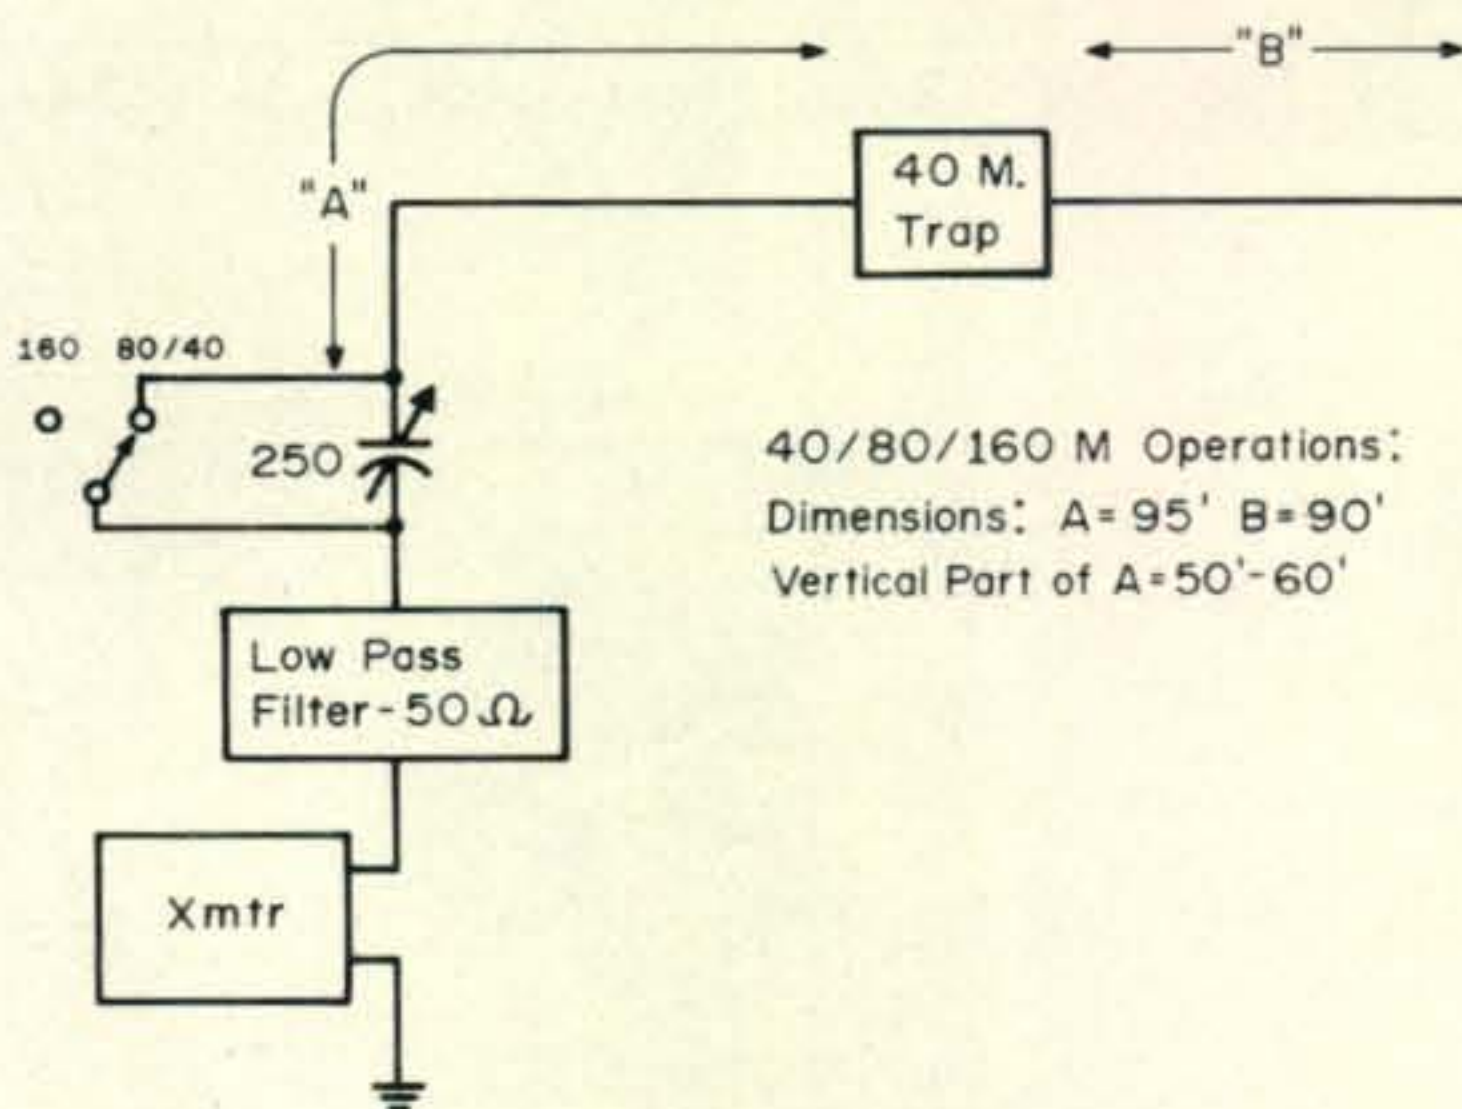 "B"
"A"
40 M.
Trap
160 80/40
250
40/80/160 M Operations:
Dimensions: A=95' B=90'
Vertical Part of A=50'-60'
Low Pass
Filter-50Ω
Xmtr